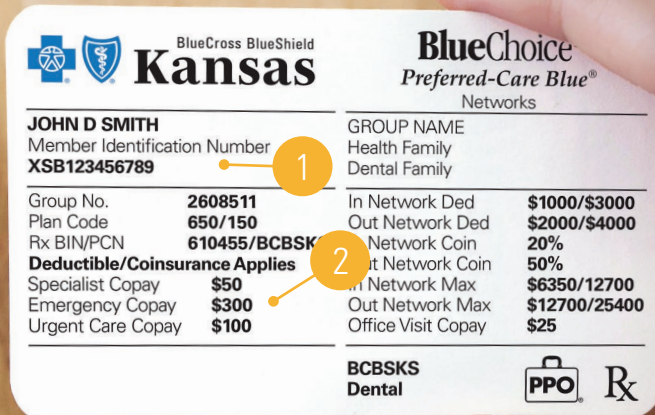 BlueCross BlueShield
Kansas
BlueChoice
Preferred-Care Blue®
Networks
JOHN D SMITH
Member Identification Number
XSB123456789
1
GROUP NAME
Health Family
Dental Family
Group No. 2608511
Plan Code 650/150
Rx BIN/PCN 610455/BCBSK
Deductible/Coinsurance Applies
Specialist Copay $50
Emergency Copay $300
Urgent Care Copay $100
2
In Network Ded $1000/$3000
Out Network Ded $2000/$4000
Network Coin 20%
Network Coin 50%
In Network Max $6350/12700
Out Network Max $12700/25400
Office Visit Copay $25
BCBSKS
Dental
PPO
Rx